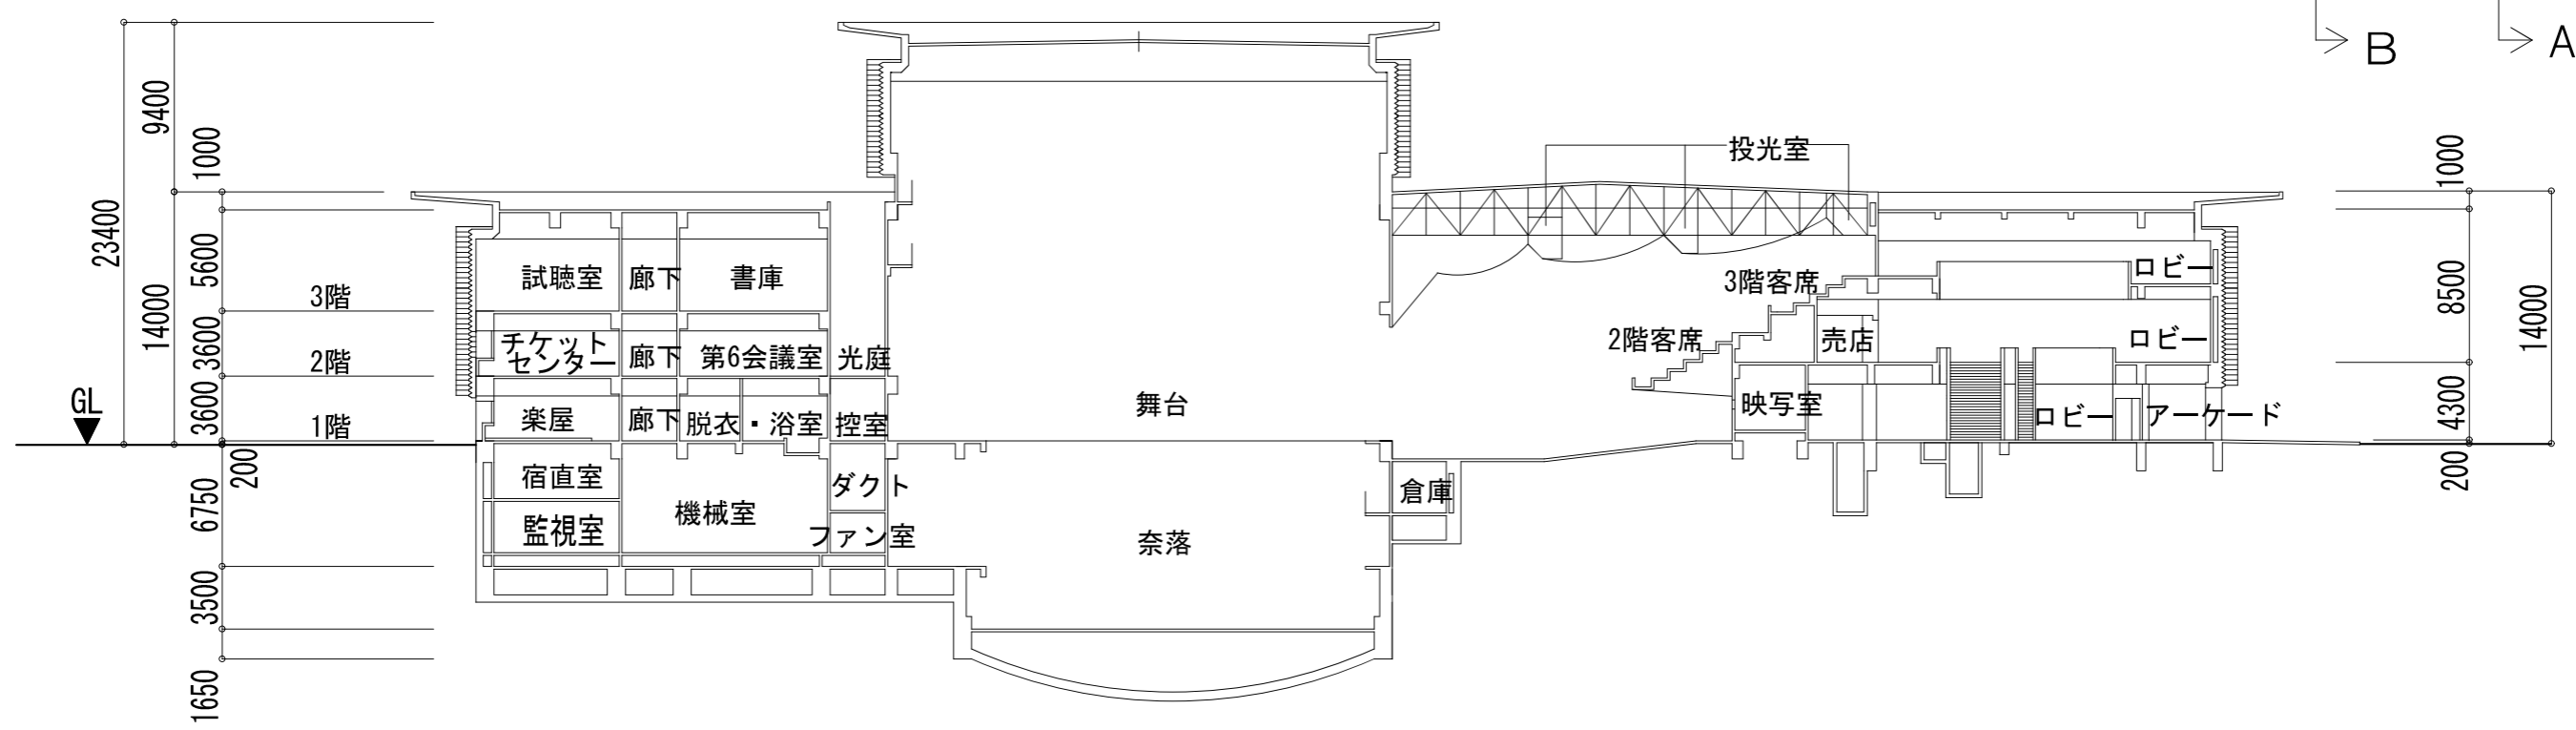 B
A
9400
1000
23400
14000
5600
3600
3600
200
6750
3500
1650
GL
3階
2階
1階
試聴室
廊下
書庫
チケット
センター
廊下
第6会議室
光庭
楽屋
廊下
脱衣・浴室
控室
宿直室
監視室
機械室
ダクト
ファン室
舞台
奈落
倉庫
投光室
3階客席
2階客席
売店
映写室
ロビー
ロビー
ロビー
アーケード
1000
8500
14000
4300
200